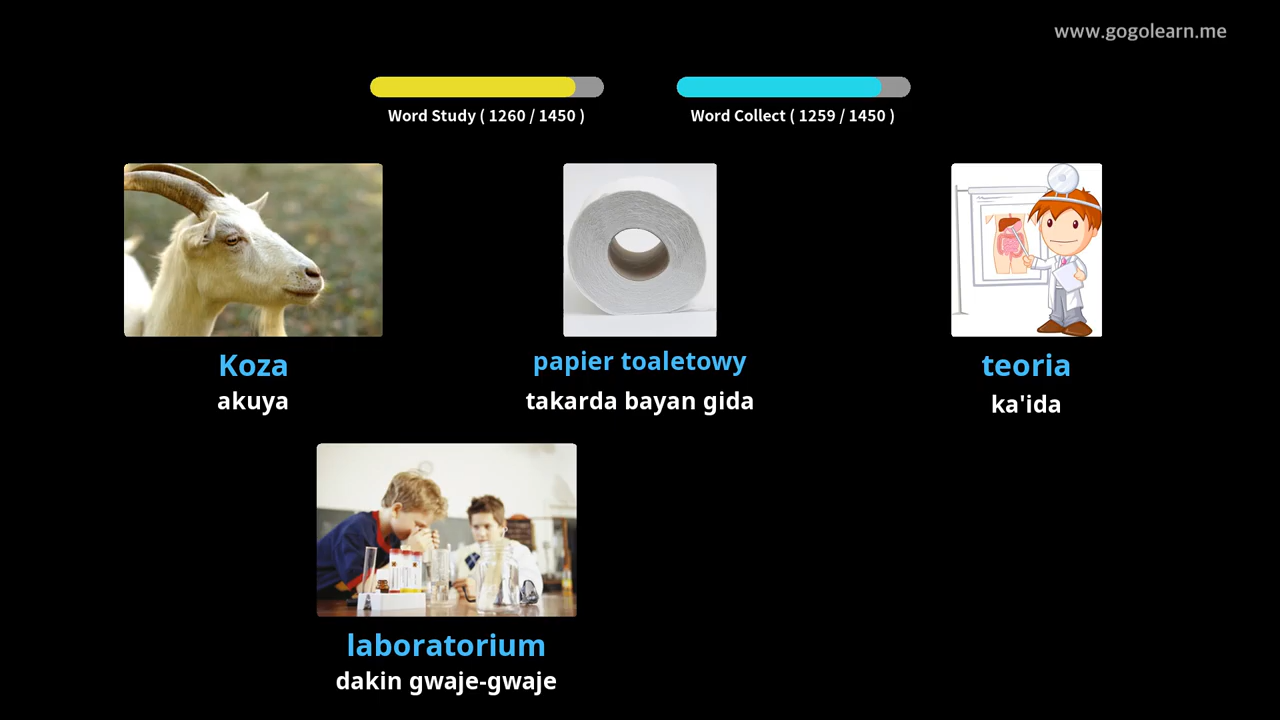 www.gogolearn.me
Word Study ( 1260 / 1450 )
Word Collect ( 1259 / 1450 )
Koza
akuya
papier toaletowy
takarda bayan gida
teoria
ka'ida
laboratorium
dakin gwaje-gwaje